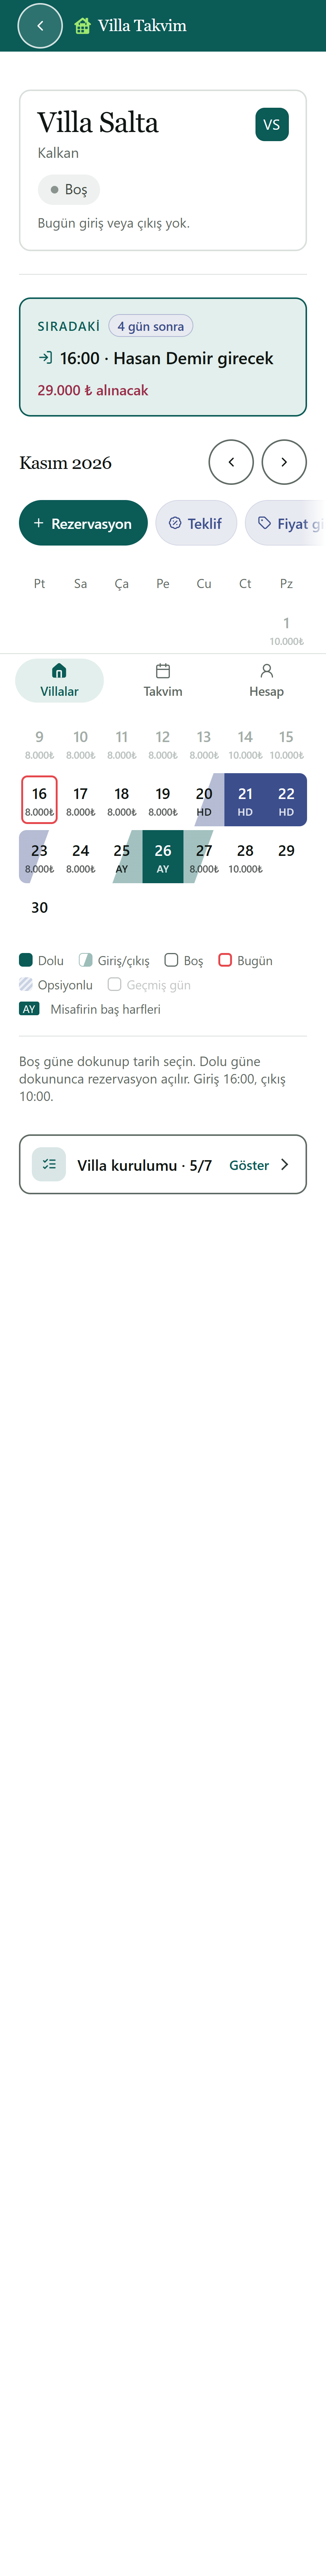 Villa Takvim
Villa Salta
VS
Kalkan
Boş
Bugün giriş veya çıkış yok.
SIRADAKİ 4 gün sonra
16:00 · Hasan Demir girecek
29.000 ₺ alınacak
Kasım 2026
+ Rezervasyon Teklif Fiyat gi
Pt Sa Ça Pe Cu Ct Pz
1
10.000₺
Villalar Takvim Hesap
9 10 11 12 13 14 15
8.000₺ 8.000₺ 8.000₺ 8.000₺ 8.000₺ 10.000₺ 10.000₺
16 17 18 19 20 21 22
8.000₺ 8.000₺ 8.000₺ 8.000₺ HD HD HD
23 24 25 26 27 28 29
8.000₺ 8.000₺ AY AY 8.000₺ 10.000₺
30
Dolu Giriş/çıkış Boş Bugün
Opsiyonlu Geçmiş gün
AY Misafirin baş harfleri
Boş güne dokunup tarih seçin. Dolu güne
dokununca rezervasyon açılır. Giriş 16:00, çıkış
10:00.
Villa kurulumu · 5/7 Göster